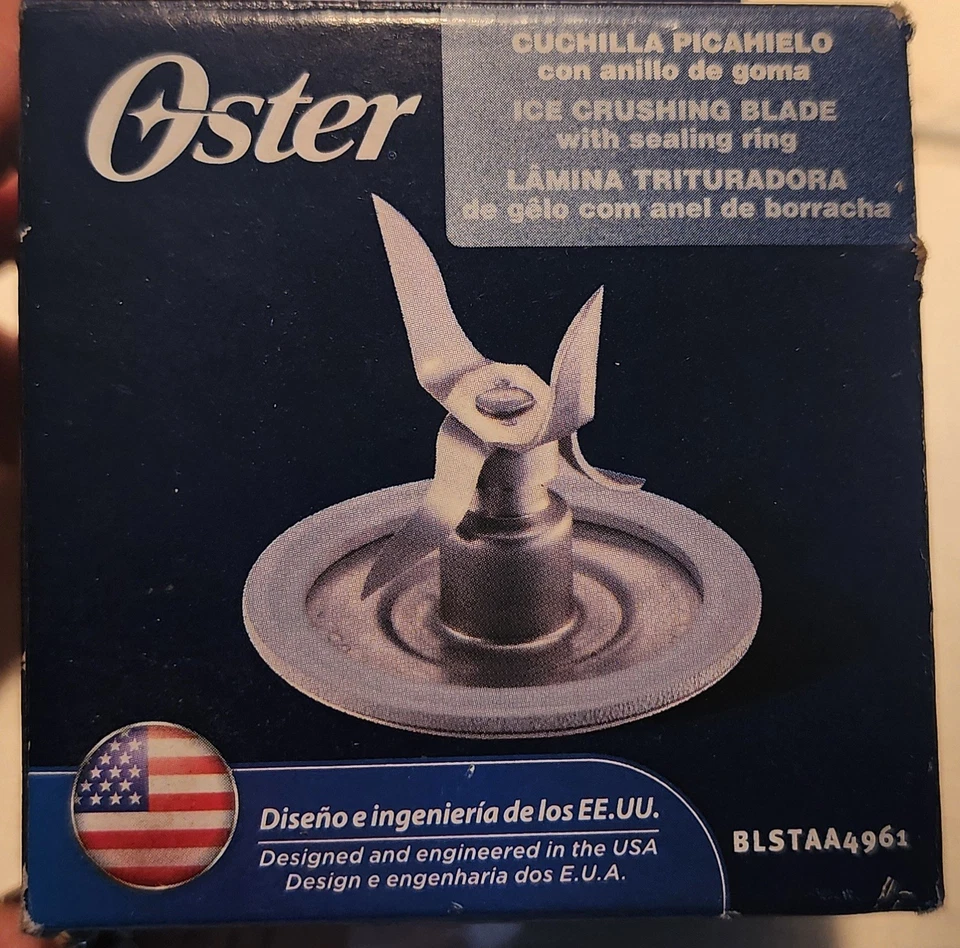 Oster
CUCHILLA PICAHIELO
con anillo de goma
ICE CRUSHING BLADE
with sealing ring
LÂMINA TRITURADORA
de gêlo com anel de borracha
Diseño e ingeniería de los EE.UU.
Designed and engineered in the USA
Design e engenharia dos E.U.A.
BLSTAA4961